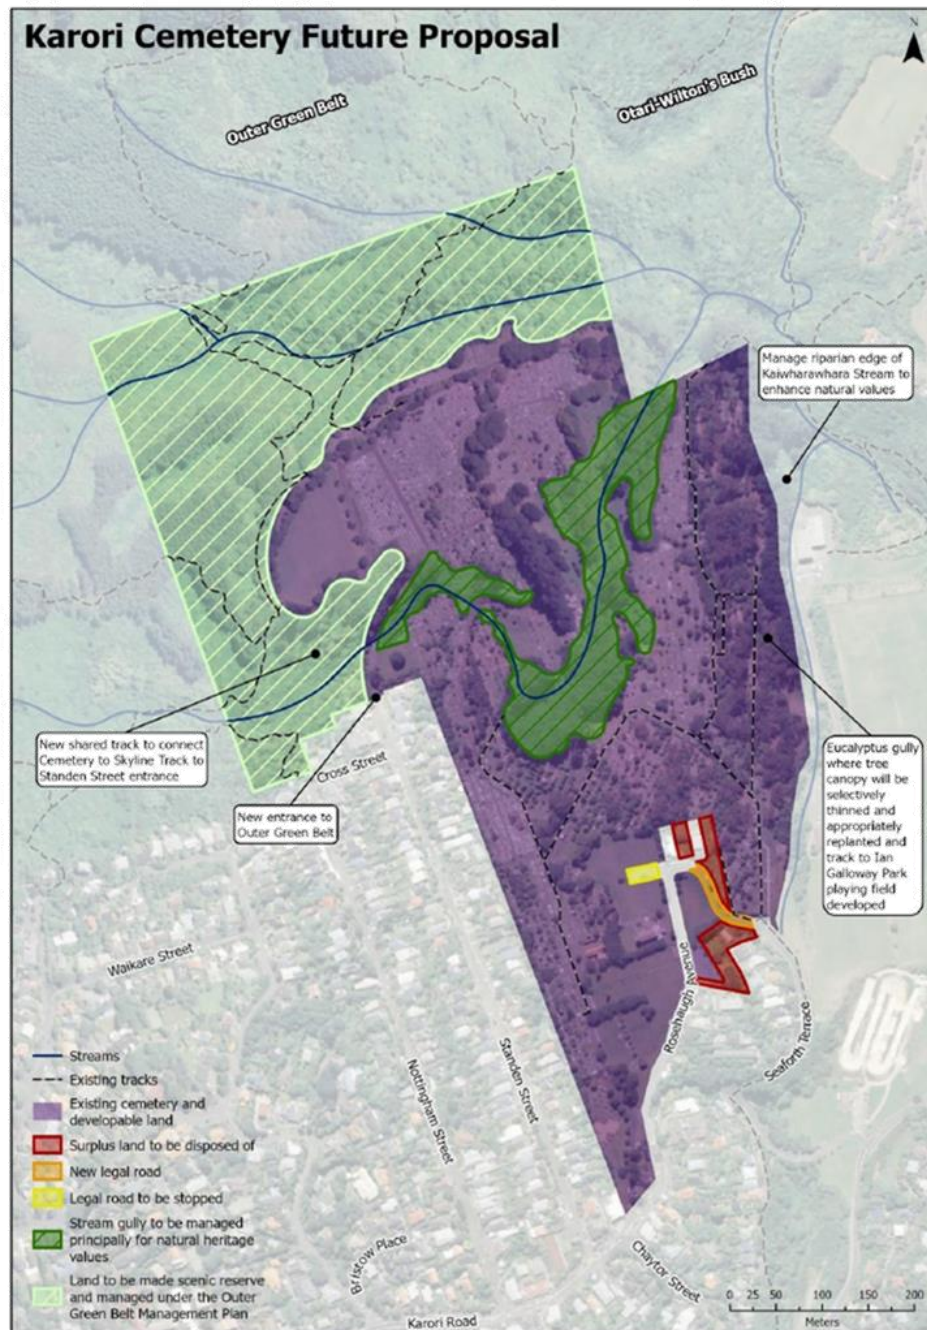 Karori Cemetery Future Proposal
N
Outer Green Belt
Otari-Wilton's Bush
Manage riparian edge of
Kaiwharawhara Stream to
enhance natural values
New shared track to connect
Cemetery to Skyline Track to
Standen Street entrance
New entrance to
Outer Green Belt
Cross Street
Eucalyptus gully
where tree
canopy will be
selectively
thinned and
appropriately
replanted and
track to Ian
Galloway Park
playing field
developed
Waikare Street
Rosehaugh Avenue
Seaforth Terrace
Nottingham Street
Standen Street
Bristow Place
Chaytor Street
Karori Road
Streams
Existing tracks
Existing cemetery and
developable land
Surplus land to be disposed of
New legal road
Legal road to be stopped
Stream gully to be managed
principally for natural heritage
values
Land to be made scenic reserve
and managed under the Outer
Green Belt Management Plan
0 25 50 100 150 200
Meters